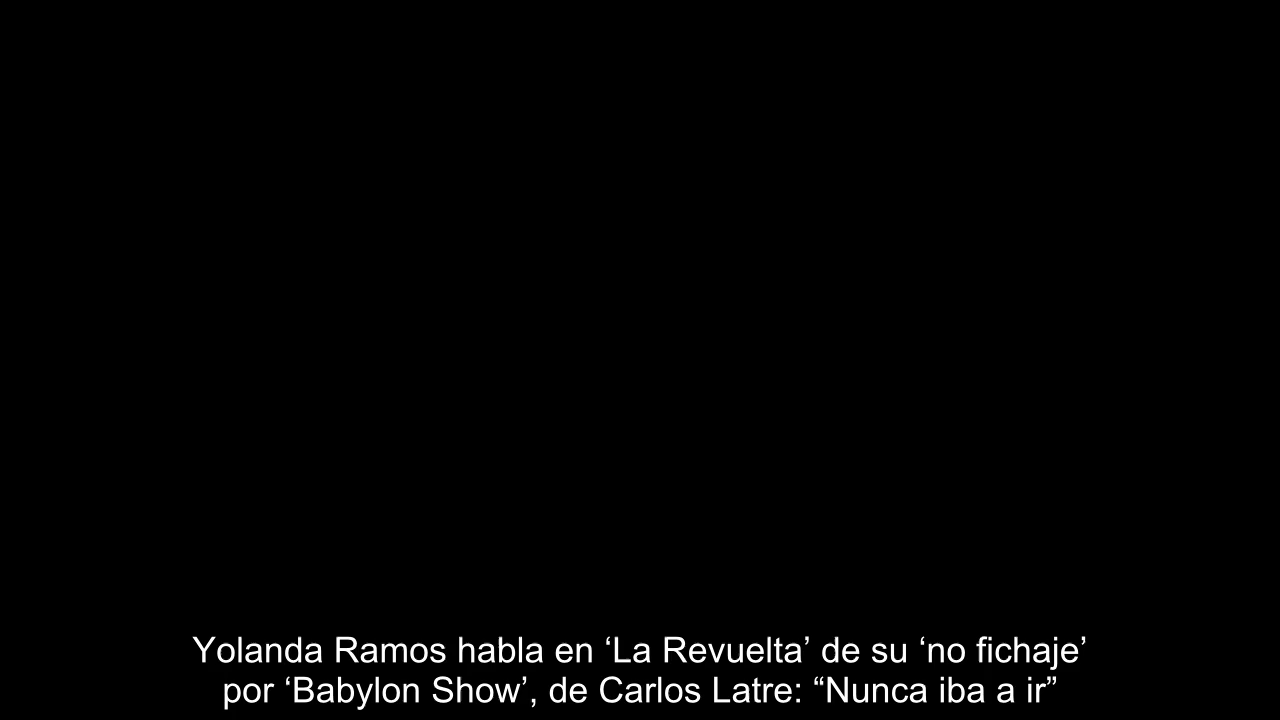 Yolanda Ramos habla en ‘La Revuelta’ de su ‘no fichaje’
por ‘Babylon Show’, de Carlos Latre: “Nunca iba a ir”